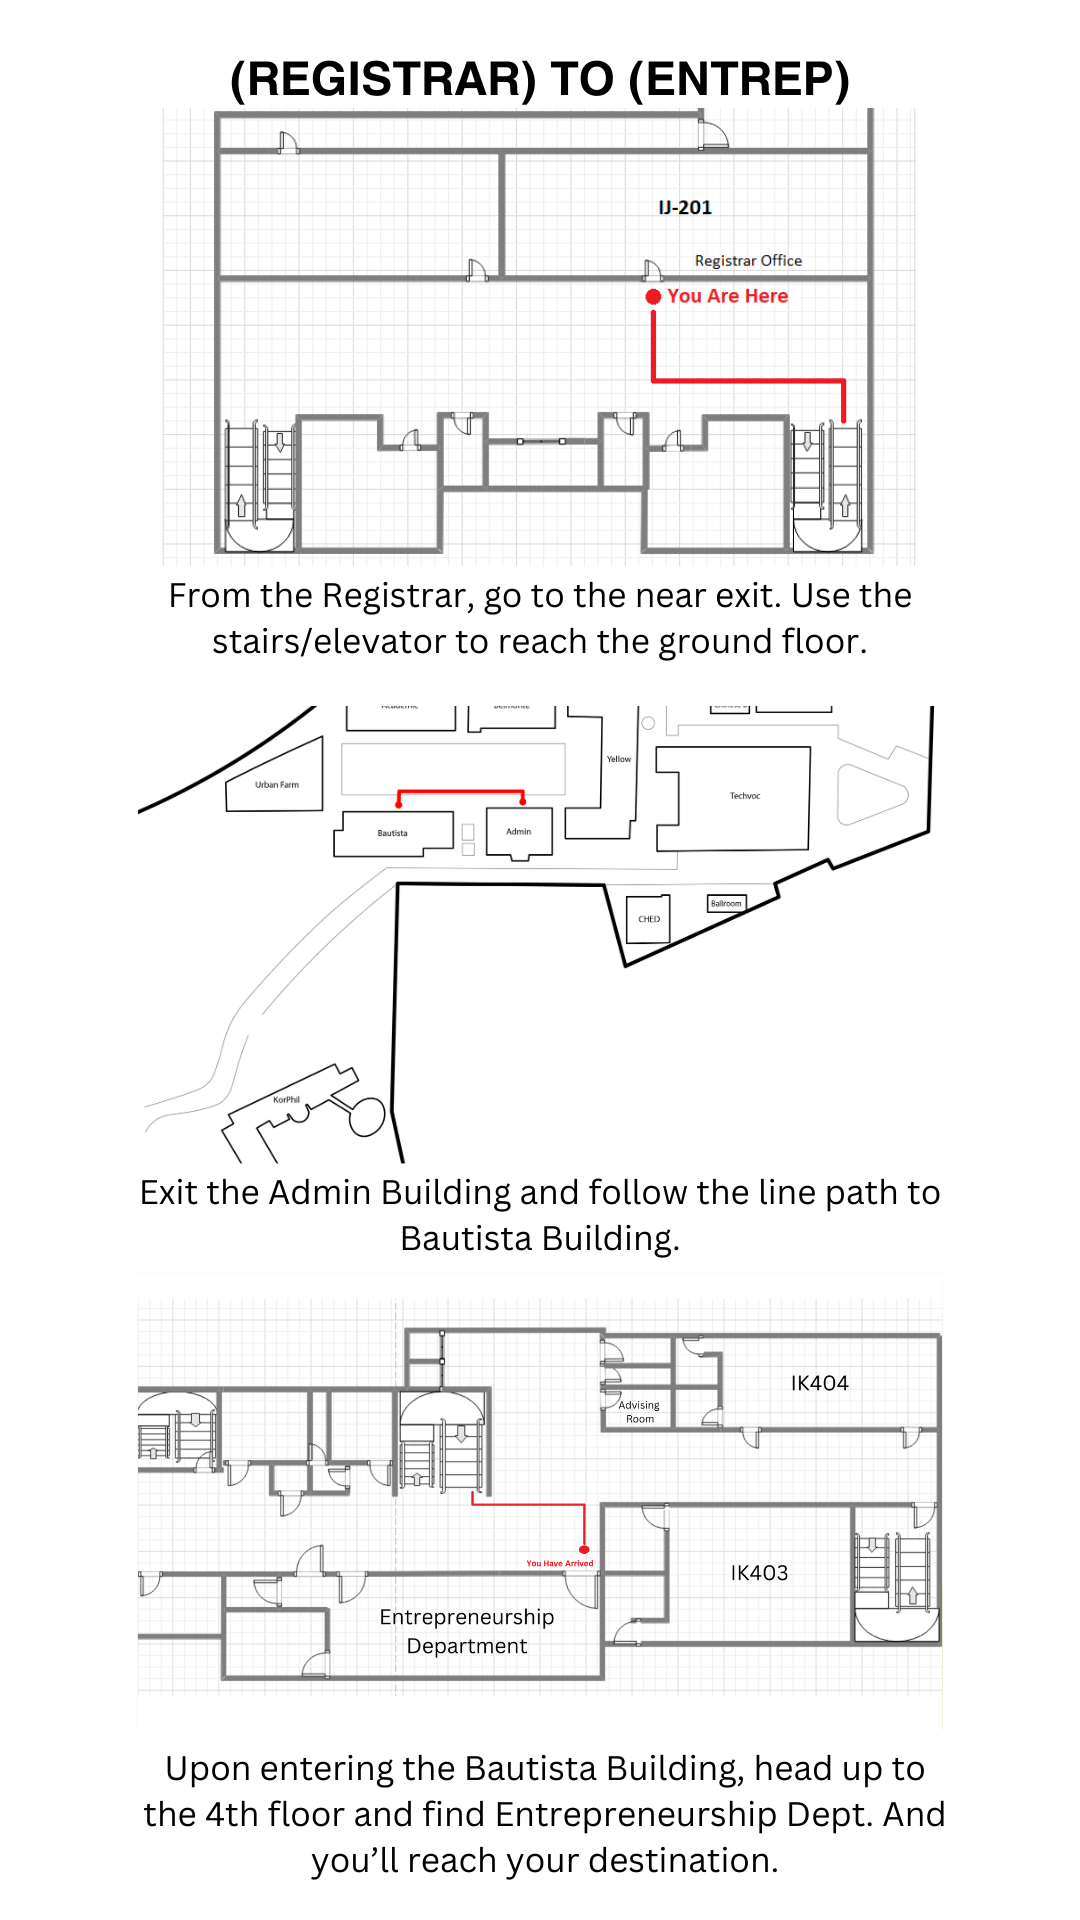 (REGISTRAR) TO (ENTREP)
IJ-201
Registrar Office
You Are Here
From the Registrar, go to the near exit. Use the
stairs/elevator to reach the ground floor.
Academic
Belmonte
Yellow
Urban Farm
Techvoc
Bautista
Admin
CHED
Ballroom
KorPhil
Exit the Admin Building and follow the line path to
Bautista Building.
IK404
Advising
Room
You Have Arrived
IK403
Entrepreneurship
Department
Upon entering the Bautista Building, head up to
the 4th floor and find Entrepreneurship Dept. And
you’ll reach your destination.